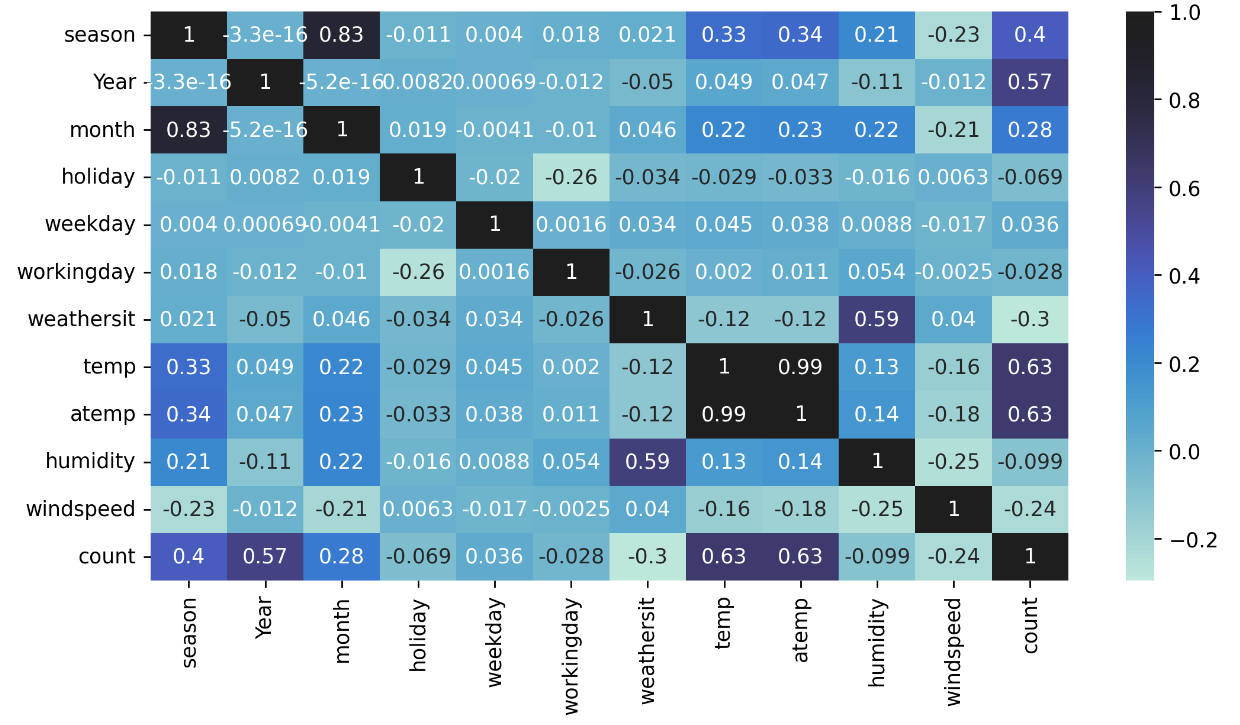 season 1 -3.3e-16 0.83 -0.011 0.004 0.018 0.021 0.33 0.34 0.21 -0.23 0.4
Year -3.3e-16 1 -5.2e-16 0.0082 0.00069 -0.012 -0.05 0.049 0.047 -0.11 -0.012 0.57
month 0.83 -5.2e-16 1 0.019 -0.0041 -0.01 0.046 0.22 0.23 0.22 -0.21 0.28
holiday -0.011 0.0082 0.019 1 -0.02 -0.26 -0.034 -0.029 -0.033 -0.016 0.0063 -0.069
weekday 0.004 0.00069 -0.0041 -0.02 1 0.0016 0.034 0.045 0.038 0.0088 -0.017 0.036
workingday 0.018 -0.012 -0.01 -0.26 0.0016 1 -0.026 0.002 0.011 0.054 -0.0025 -0.028
weathersit 0.021 -0.05 0.046 -0.034 0.034 -0.026 1 -0.12 -0.12 0.59 0.04 -0.3
temp 0.33 0.049 0.22 -0.029 0.045 0.002 -0.12 1 0.99 0.13 -0.16 0.63
atemp 0.34 0.047 0.23 -0.033 0.038 0.011 -0.12 0.99 1 0.14 -0.18 0.63
humidity 0.21 -0.11 0.22 -0.016 0.0088 0.054 0.59 0.13 0.14 1 -0.25 -0.099
windspeed -0.23 -0.012 -0.21 0.0063 -0.017 -0.0025 0.04 -0.16 -0.18 -0.25 1 -0.24
count 0.4 0.57 0.28 -0.069 0.036 -0.028 -0.3 0.63 0.63 -0.099 -0.24 1
season Year month holiday weekday workingday weathersit temp atemp humidity windspeed count
1.0
0.8
0.6
0.4
0.2
0.0
−0.2